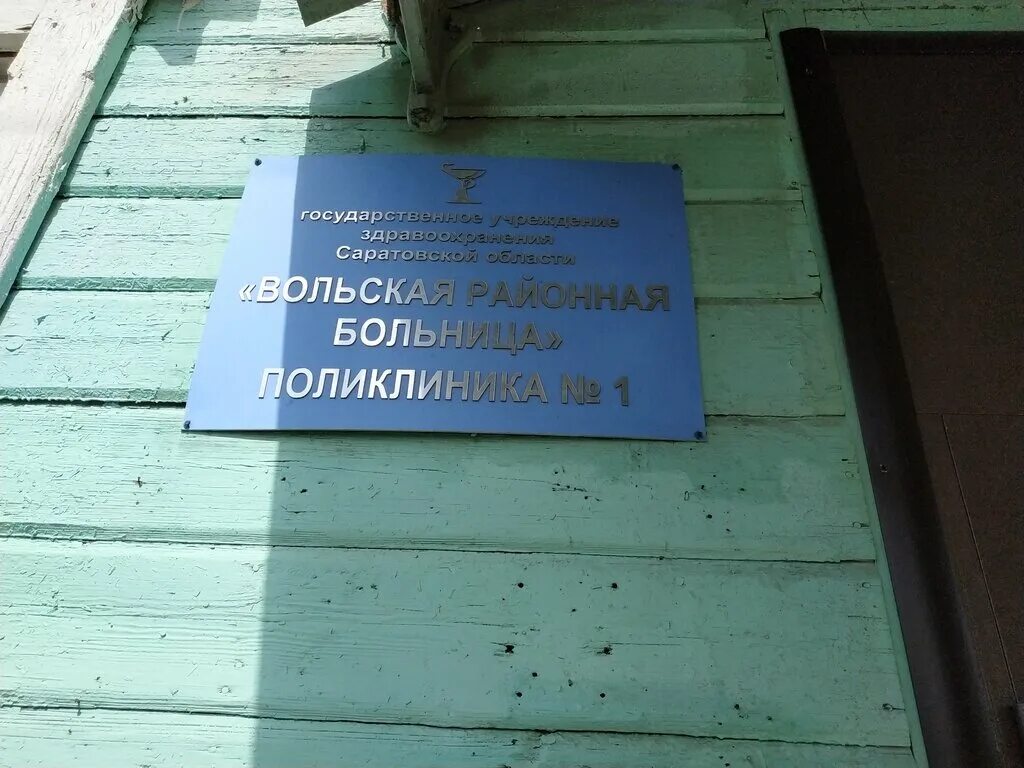 государственное учреждение
здравоохранения
Саратовской области
«ВОЛЬСКАЯ РАЙОННАЯ
БОЛЬНИЦА»
ПОЛИКЛИНИКА № 1